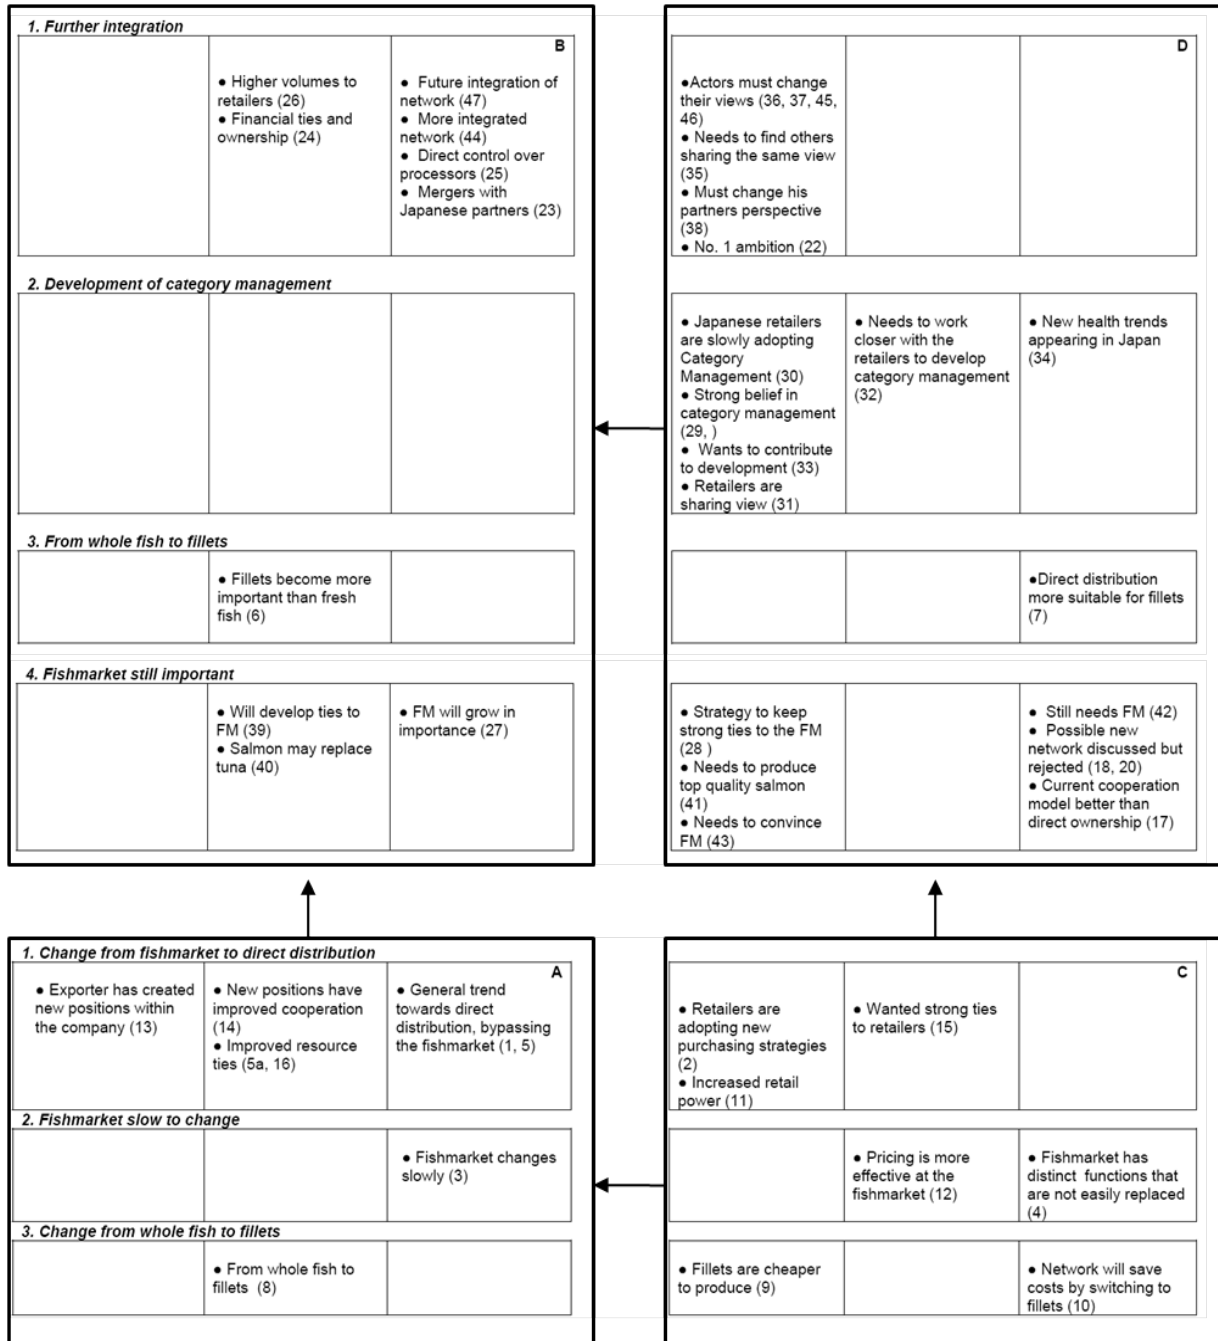 1. Further integration
B
● Higher volumes to
retailers (26)
● Financial ties and
ownership (24)
● Future integration of
network (47)
● More integrated
network (44)
● Direct control over
processors (25)
● Mergers with
Japanese partners (23)
D
●Actors must change
their views (36, 37, 45,
46)
● Needs to find others
sharing the same view
(35)
● Must change his
partners perspective
(38)
● No. 1 ambition (22)
2. Development of category management
● Japanese retailers
are slowly adopting
Category
Management (30)
● Strong belief in
category management
(29, )
● Wants to contribute
to development (33)
● Retailers are
sharing view (31)
● Needs to work
closer with the
retailers to develop
category management
(32)
● New health trends
appearing in Japan
(34)
3. From whole fish to fillets
● Fillets become more
important than fresh
fish (6)
●Direct distribution
more suitable for fillets
(7)
4. Fishmarket still important
● Will develop ties to
FM (39)
● Salmon may replace
tuna (40)
● FM will grow in
importance (27)
● Strategy to keep
strong ties to the FM
(28 )
● Needs to produce
top quality salmon
(41)
● Needs to convince
FM (43)
● Still needs FM (42)
● Possible new
network discussed but
rejected (18, 20)
● Current cooperation
model better than
direct ownership (17)
1. Change from fishmarket to direct distribution
A
● Exporter has created
new positions within
the company (13)
● New positions have
improved cooperation
(14)
● Improved resource
ties (5a, 16)
● General trend
towards direct
distribution, bypassing
the fishmarket (1, 5)
C
● Retailers are
adopting new
purchasing strategies
(2)
● Increased retail
power (11)
● Wanted strong ties
to retailers (15)
2. Fishmarket slow to change
● Fishmarket changes
slowly (3)
● Pricing is more
effective at the
fishmarket (12)
● Fishmarket has
distinct functions that
are not easily replaced
(4)
3. Change from whole fish to fillets
● From whole fish to
fillets (8)
● Fillets are cheaper
to produce (9)
● Network will save
costs by switching to
fillets (10)